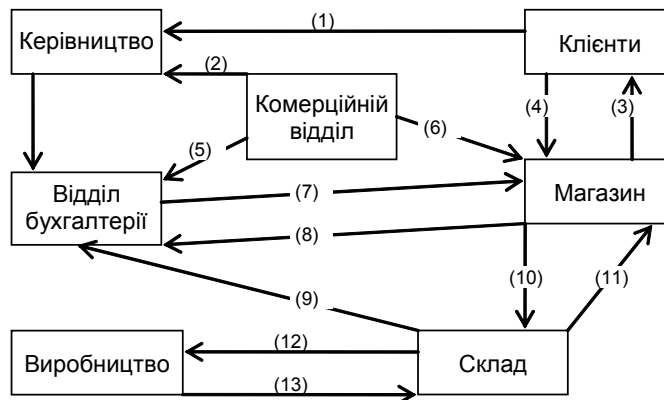 (1)
Керівництво
Клієнти
(2)
Комерційній
відділ
(4)
(3)
(6)
(5)
Відділ
бухгалтерії
(7)
Магазин
(8)
(9)
(10)
(11)
Виробництво
(12)
Склад
(13)